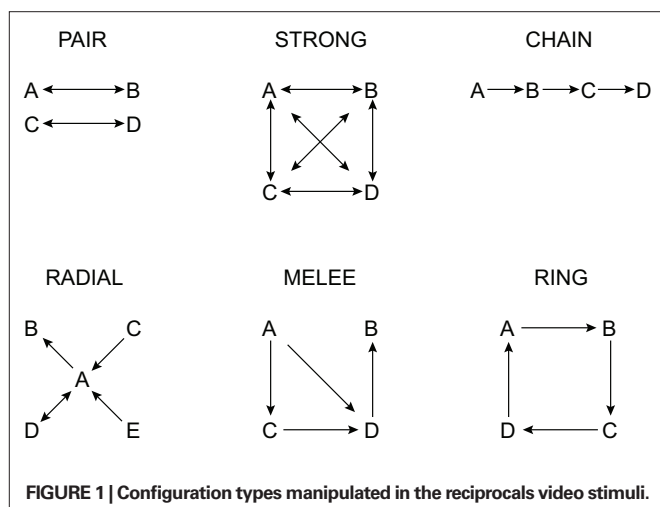 PAIR STRONG CHAIN
A B A B A B C D
C D
C D
RADIAL MELEE RING
B C A B A B
A
D E C D D C
FIGURE 1 | Configuration types manipulated in the reciprocals video stimuli.